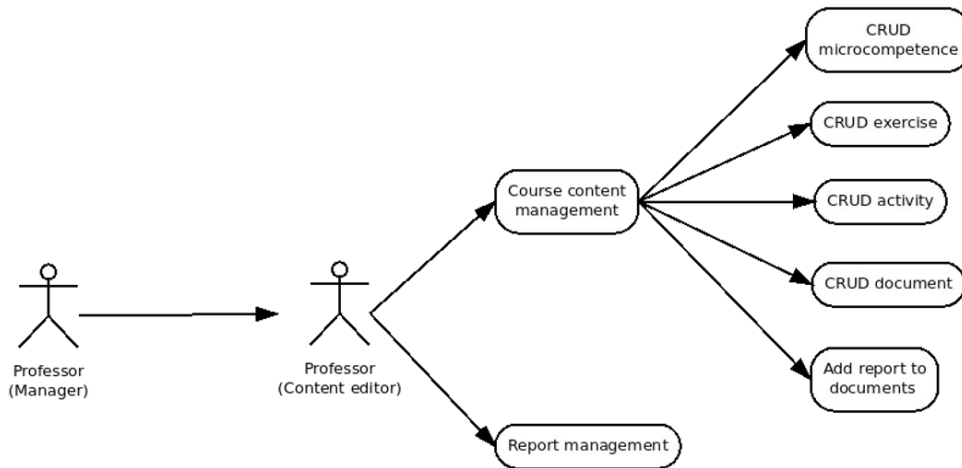 CRUD
microcompetence
CRUD exercise
Course content
management
CRUD activity
CRUD document
Professor
(Manager)
Professor
(Content editor)
Add report to
documents
Report management